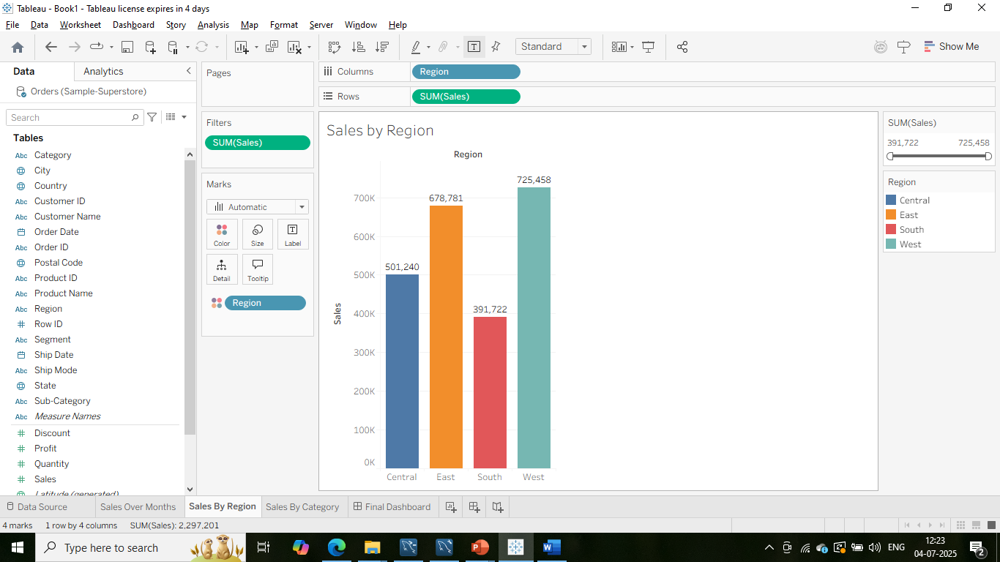 Tableau - Book1 - Tableau license expires in 4 days
File Data Worksheet Dashboard Story Analysis Map Format Server Window Help
Standard
Show Me
Data Analytics
Orders (Sample-Superstore)
Search
Tables
Abc Category
City
Country
Abc Customer ID
Abc Customer Name
Order Date
Abc Order ID
Postal Code
Abc Product ID
Abc Product Name
Abc Region
Row ID
Abc Segment
Ship Date
Abc Ship Mode
State
Abc Sub-Category
Abc Measure Names
Discount
Profit
Quantity
Sales
Latitude (generated)
Pages
Filters
SUM(Sales)
Marks
Automatic
Color Size Label
Detail Tooltip
Region
Columns Region
Rows SUM(Sales)
Sales by Region
Region
Sales
700K
600K
500K
400K
300K
200K
100K
0K
501,240
678,781
391,722
725,458
Central East South West
SUM(Sales)
391,722 725,458
Region
Central
East
South
West
Data Source Sales Over Months Sales By Region Sales By Category Final Dashboard
4 marks 1 row by 4 columns SUM(Sales): 2,297,201
Type here to search
ENG
12:23
04-07-2025
2